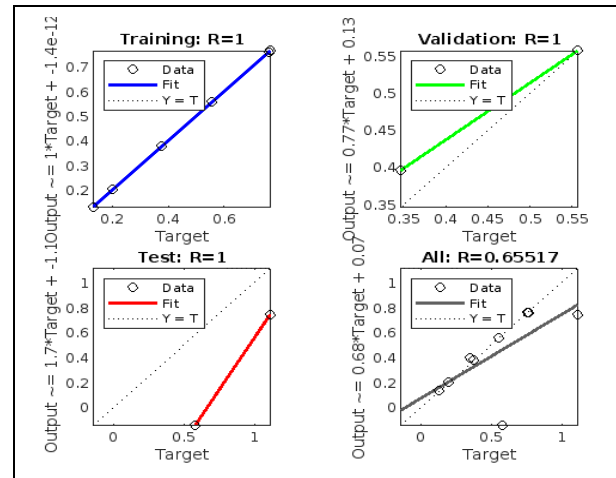 Training: R=1
Output ~= 1*Target + -1.4e-12
0.7
0.6
0.5
0.4
0.3
0.2
Data
Fit
Y = T
0.2
0.4
0.6
Target
Validation: R=1
Output ~= 0.77*Target + 0.13
0.55
0.5
0.45
0.4
0.35
Data
Fit
Y = T
0.35
0.4
0.45
0.5
0.55
Target
Test: R=1
Output ~= 1.7*Target + -1.1
1
0.8
0.6
0.4
0.2
0
Data
Fit
Y = T
0
0.5
1
Target
All: R=0.65517
Output ~= 0.68*Target + 0.07
1
0.8
0.6
0.4
0.2
0
Data
Fit
Y = T
0
0.5
1
Target